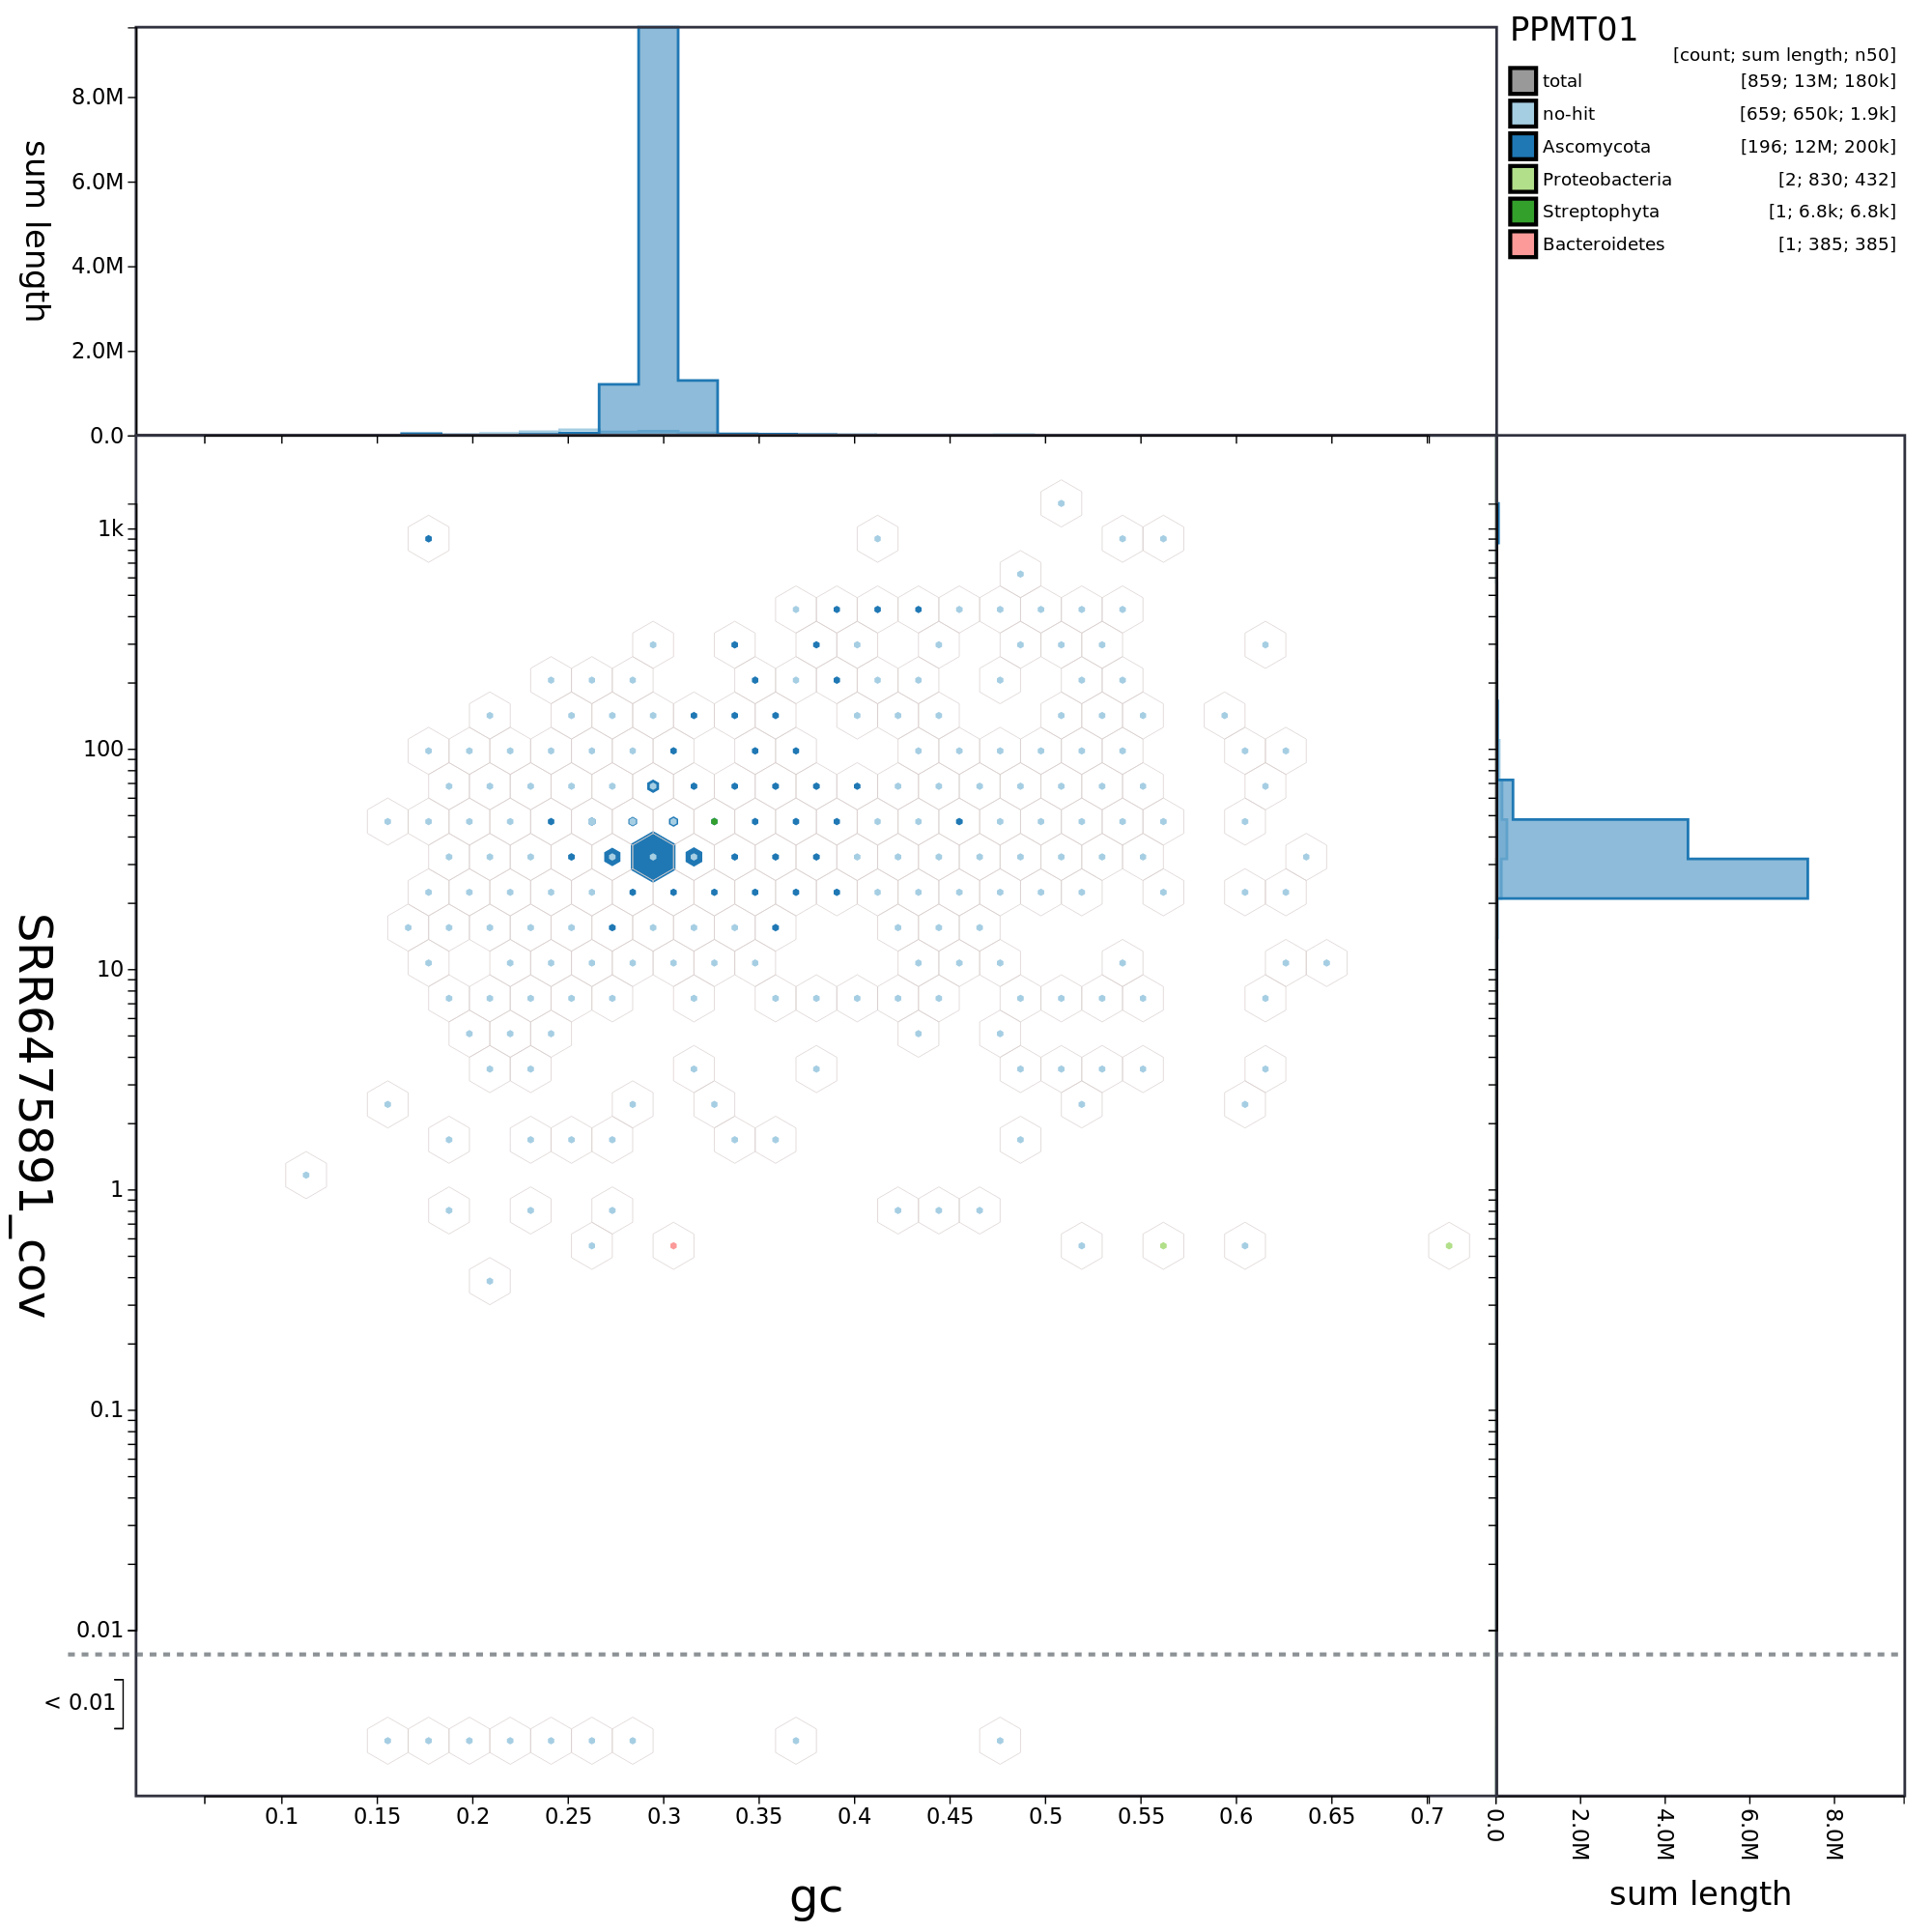 PPMT01
[count; sum length; n50]
total [859; 13M; 180k]
no-hit [659; 650k; 1.9k]
Ascomycota [196; 12M; 200k]
Proteobacteria [2; 830; 432]
Streptophyta [1; 6.8k; 6.8k]
Bacteroidetes [1; 385; 385]
sum length
8.0M
6.0M
4.0M
2.0M
0.0
SRR6475891_cov
1k
100
10
1
0.1
0.01
< 0.01
0.1 0.15 0.2 0.25 0.3 0.35 0.4 0.45 0.5 0.55 0.6 0.65 0.7
gc
0.0 2.0M 4.0M 6.0M 8.0M
sum length